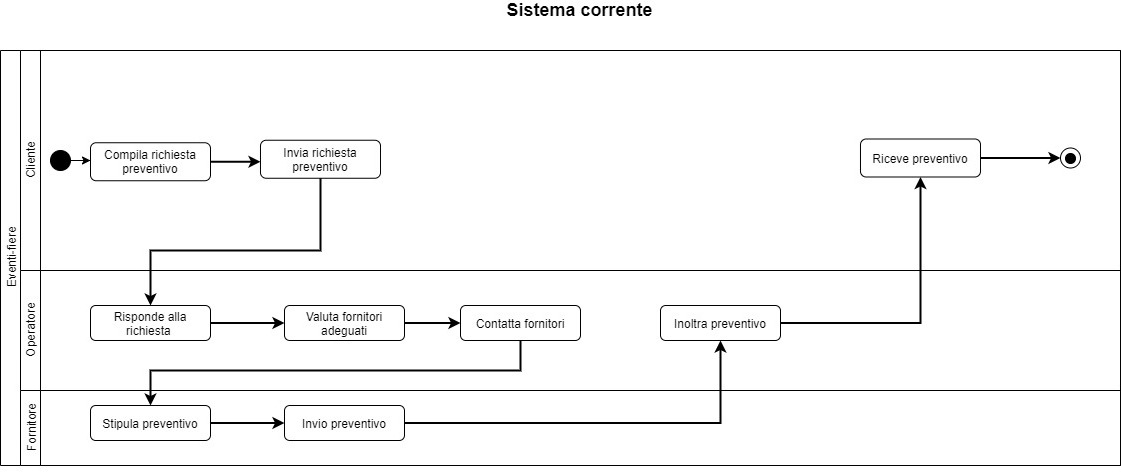 Sistema corrente
Eventi-fiere
Cliente
Compila richiesta
preventivo
Invia richiesta
preventivo
Riceve preventivo
Operatore
Risponde alla
richiesta
Valuta fornitori
adeguati
Contatta fornitori
Inoltra preventivo
Fornitore
Stipula preventivo
Invio preventivo